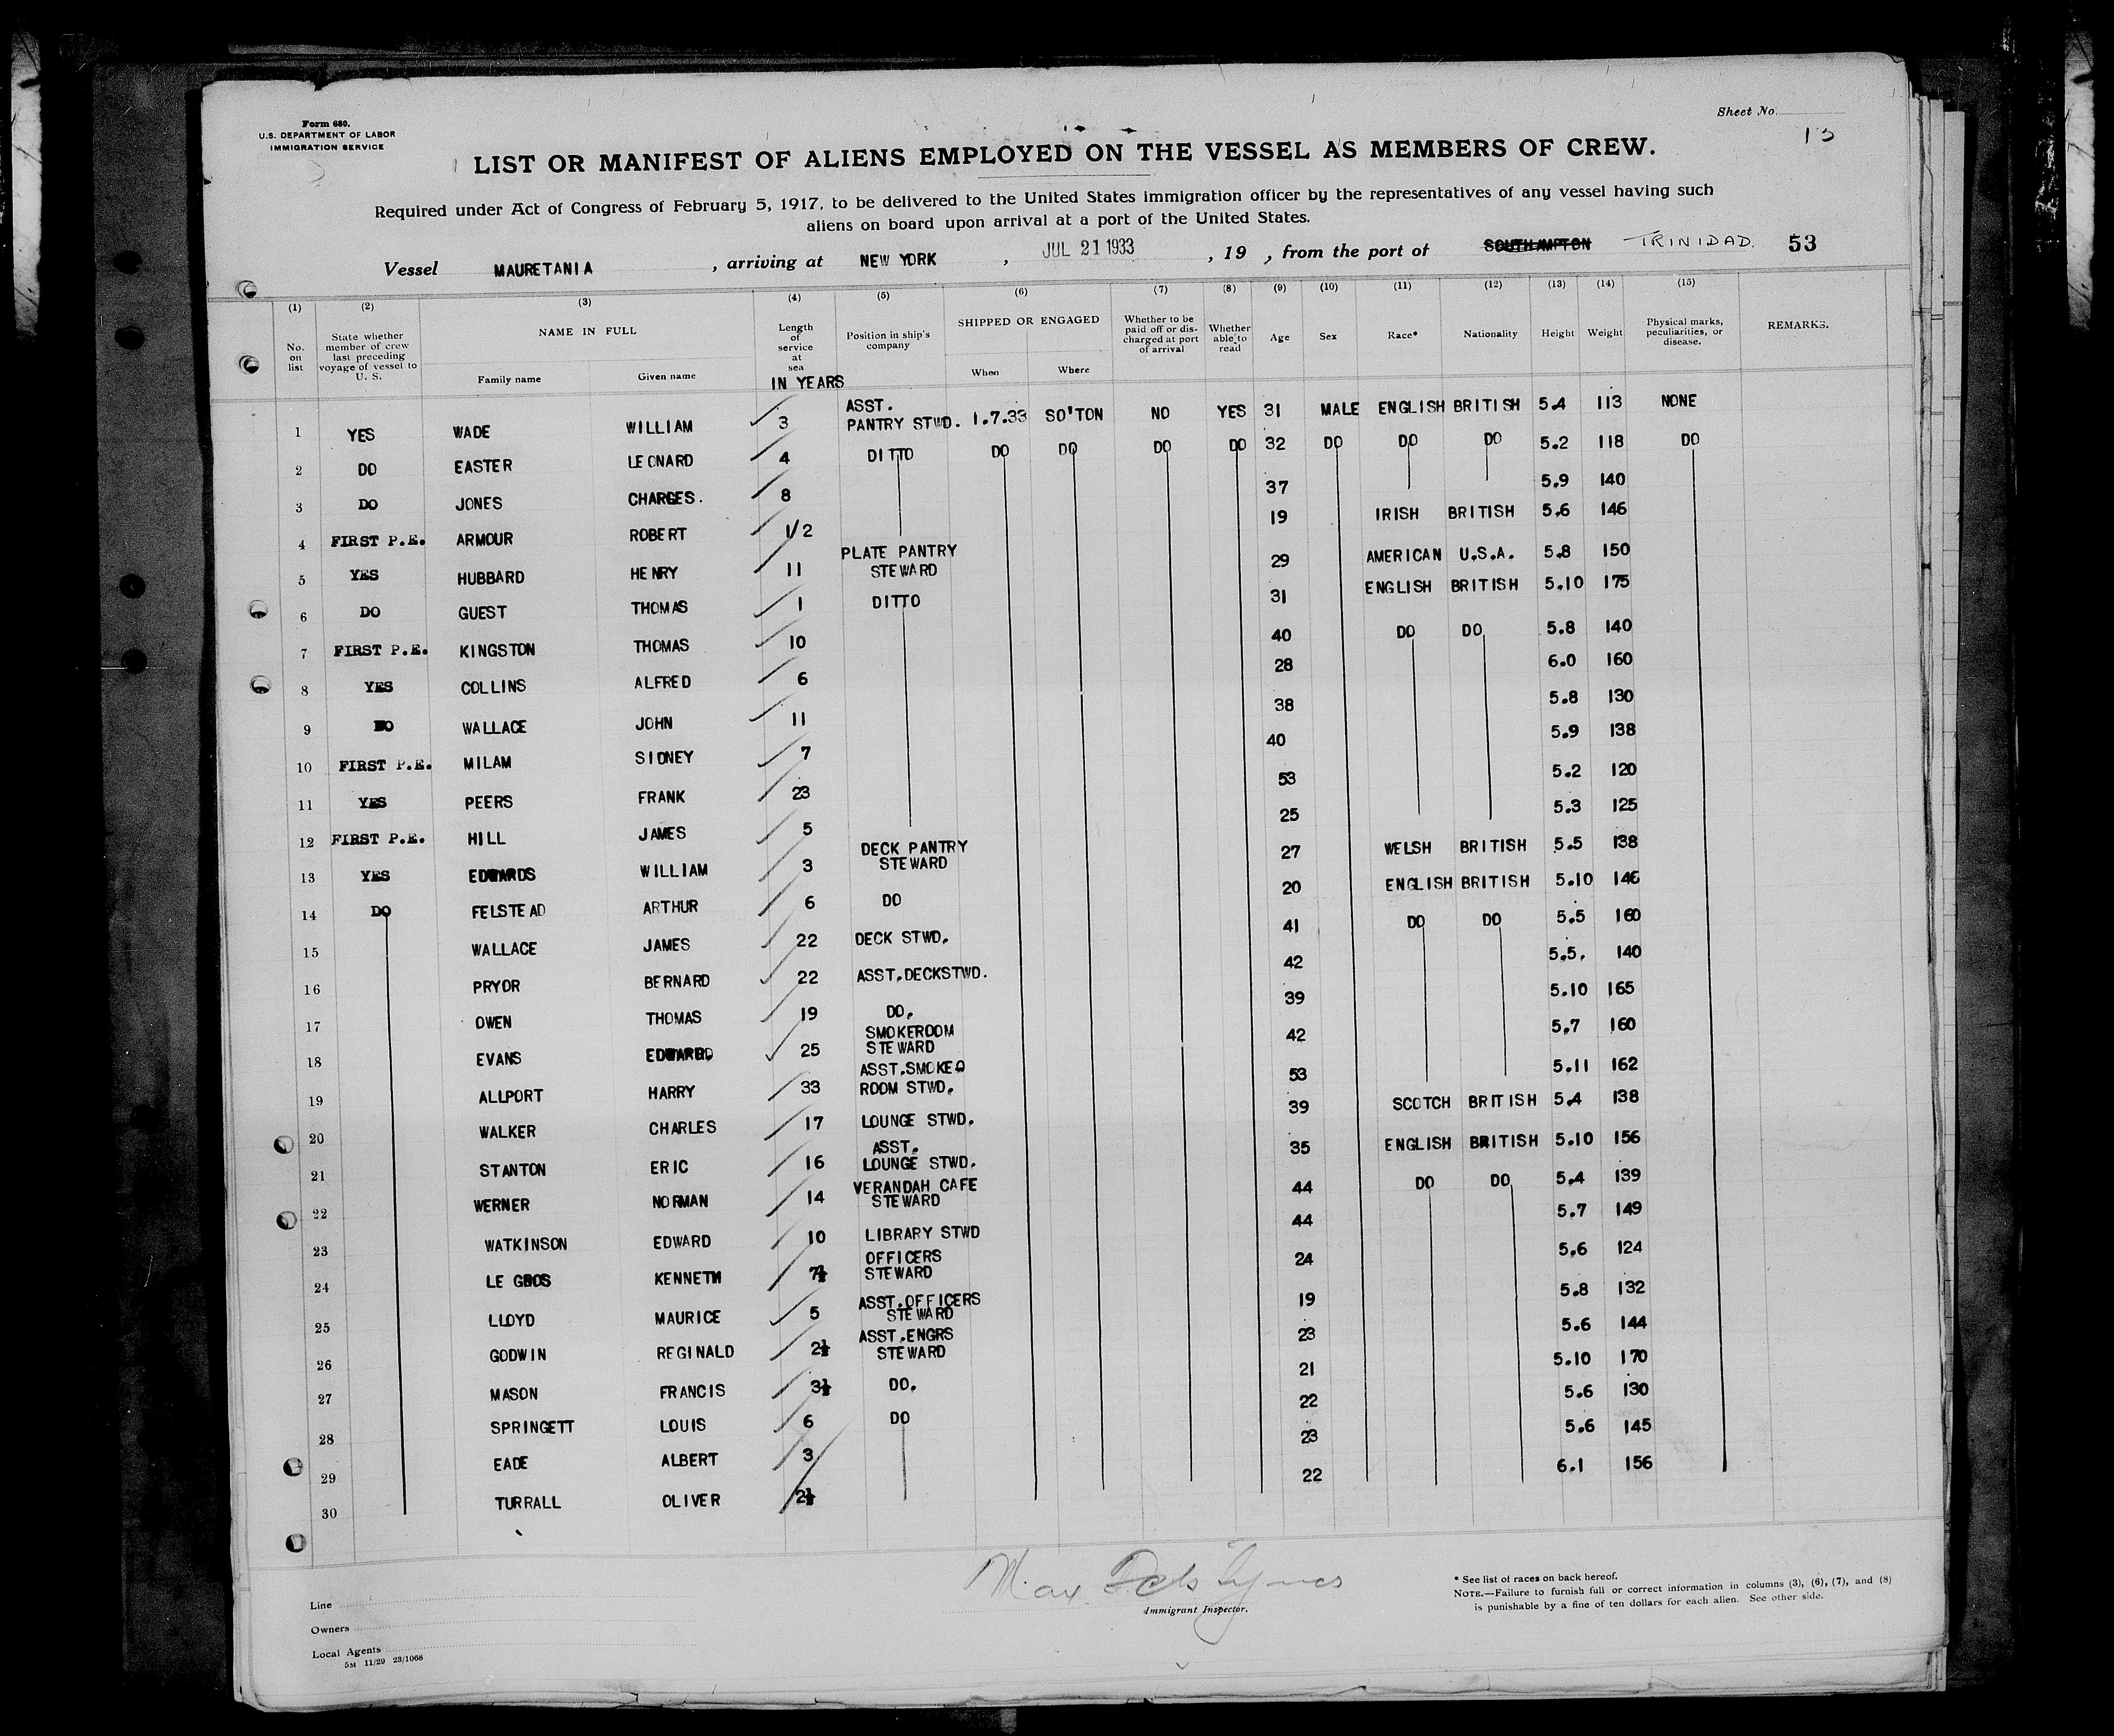 Form 680.
U.S. DEPARTMENT OF LABOR
IMMIGRATION SERVICE
Sheet No.
13
LIST OR MANIFEST OF ALIENS EMPLOYED ON THE VESSEL AS MEMBERS OF CREW.
Required under Act of Congress of February 5, 1917, to be delivered to the United States immigration officer by the representatives of any vessel having such
aliens on board upon arrival at a port of the United States.
Vessel MAURETANIA , arriving at NEW YORK , JUL 21 1933 , 19 , from the port of SOUTHAMPTON TRINIDAD. 53
(1) (2) (3) (4) (5) (6) (7) (8) (9) (10) (11) (12) (13) (14) (15)
No. on list State whether member of crew last preceding voyage of vessel to U. S. NAME IN FULL Family name Given name Length of service at sea IN YEARS Position in ship's company SHIPPED OR ENGAGED When Where Whether to be paid off or discharged at port of arrival Whether able to read Age Sex Race* Nationality Height Weight Physical marks, peculiarities, or disease. REMARKS.
1 YES WADE WILLIAM 3 ASST. PANTRY STWD. 1.7.33 SO'TON NO YES 31 MALE ENGLISH BRITISH 5.4 113 NONE
2 DO EASTER LEONARD 4 DITTO DO DO DO DO 32 DO DO DO 5.2 118 DO
3 DO JONES CHARGES. 8 37 5.9 140
4 FIRST P.E. ARMOUR ROBERT 1/2 19 IRISH BRITISH 5.6 146
5 YES HUBBARD HENRY 11 PLATE PANTRY STEWARD 29 AMERICAN U.S.A. 5.8 150
6 DO GUEST THOMAS 1 DITTO 31 ENGLISH BRITISH 5.10 175
7 FIRST P.E. KINGSTON THOMAS 10 40 DO DO 5.8 140
8 YES COLLINS ALFRED 6 28 6.0 160
9 DO WALLACE JOHN 11 38 5.8 130
10 FIRST P.E. MILAM SIDNEY 7 40 5.9 138
11 YES PEERS FRANK 23 53 5.2 120
12 FIRST P.E. HILL JAMES 5 25 5.3 125
13 YES EDWARDS WILLIAM 3 DECK PANTRY STEWARD 27 WELSH BRITISH 5.5 138
14 DO FELSTEAD ARTHUR 6 DO 20 ENGLISH BRITISH 5.10 146
15 WALLACE JAMES 22 DECK STWD. 41 DO DO 5.5 160
16 PRYOR BERNARD 22 ASST.DECKSTWD. 42 5.5. 140
17 OWEN THOMAS 19 DO. 39 5.10 165
18 EVANS EDWARD 25 SMOKEROOM STEWARD 42 5.7 160
19 ALLPORT HARRY 33 ASST.SMOKE ROOM STWD. 53 5.11 162
20 WALKER CHARLES 17 LOUNGE STWD. 39 SCOTCH BRITISH 5.4 138
21 STANTON ERIC 16 ASST. LOUNGE STWD. 35 ENGLISH BRITISH 5.10 156
22 WERNER NORMAN 14 VERANDAH CAFE STEWARD 44 DO DO 5.4 139
23 WATKINSON EDWARD 10 LIBRARY STWD 44 5.7 149
24 LE GROS KENNETH 7½ OFFICERS STEWARD 24 5.6 124
25 LLOYD MAURICE 5 ASST.OFFICERS STEWARD 19 5.8 132
26 GODWIN REGINALD 2½ ASST.ENGRS STEWARD 23 5.6 144
27 MASON FRANCIS 3½ DO. 21 5.10 170
28 SPRINGETT LOUIS 6 DO 22 5.6 130
29 EADE ALBERT 3 23 5.6 145
30 TURRALL OLIVER 2½ 22 6.1 156
Line
Owners
Local Agents
5M 11/29 23/1068
Immigrant Inspector.
* See list of races on back hereof.
NOTE.—Failure to furnish full or correct information in columns (3), (6), (7), and (8)
is punishable by a fine of ten dollars for each alien. See other side.